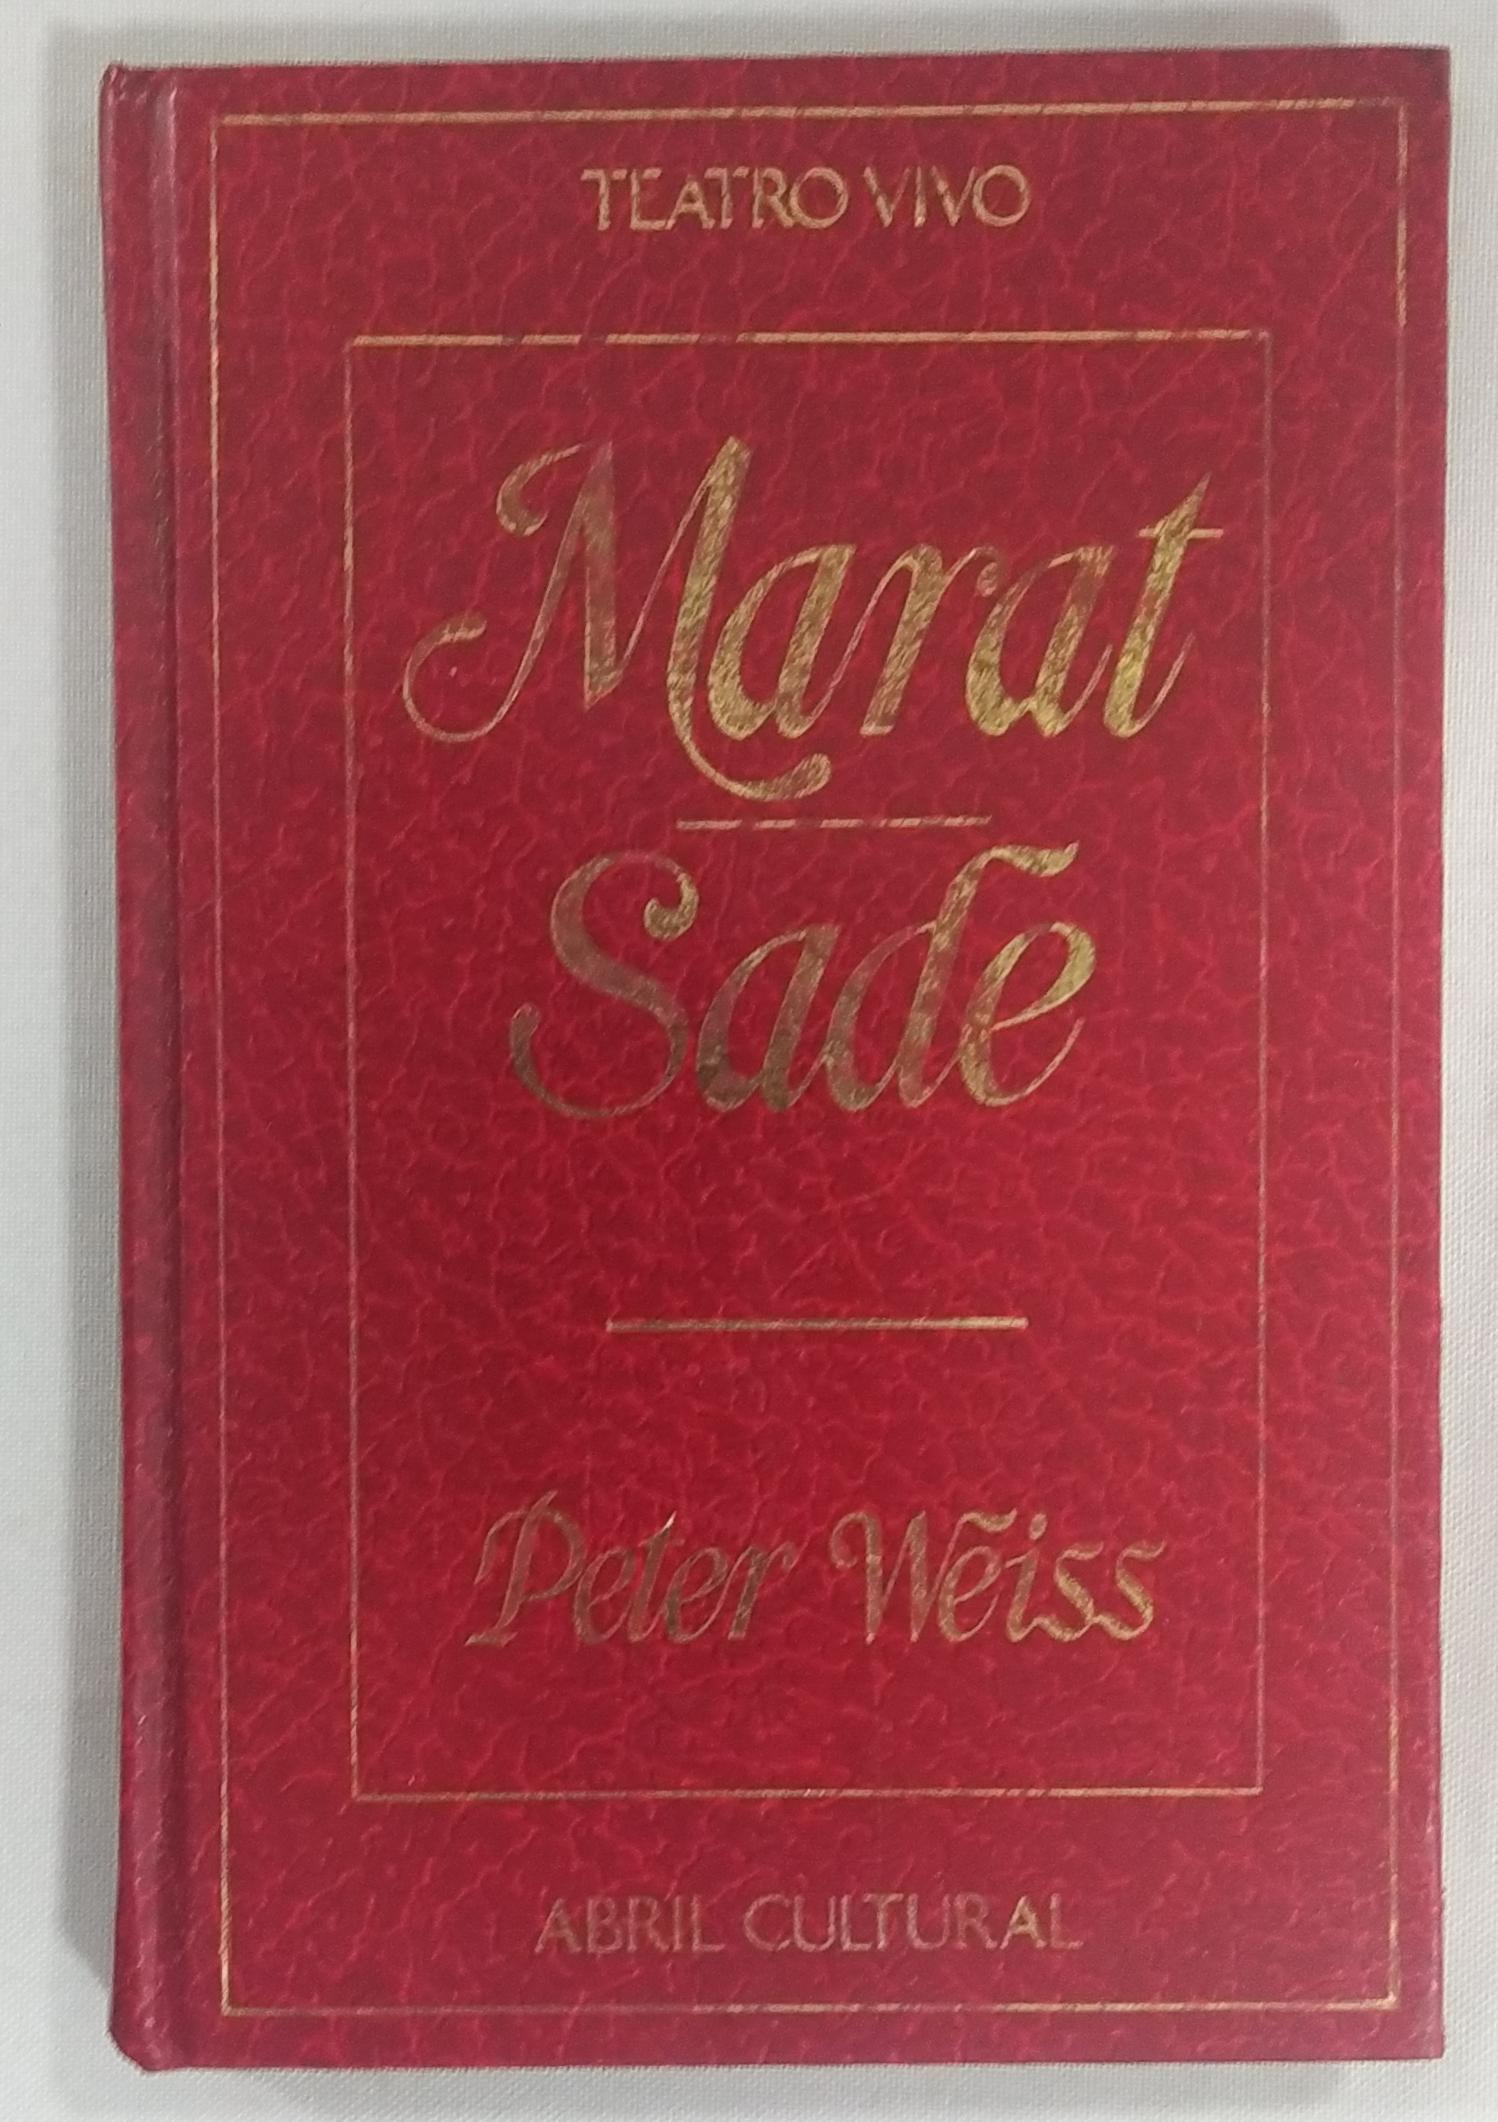 TEATRO VIVO
Marat
Sade
Peter Weiss
ABRIL CULTURAL